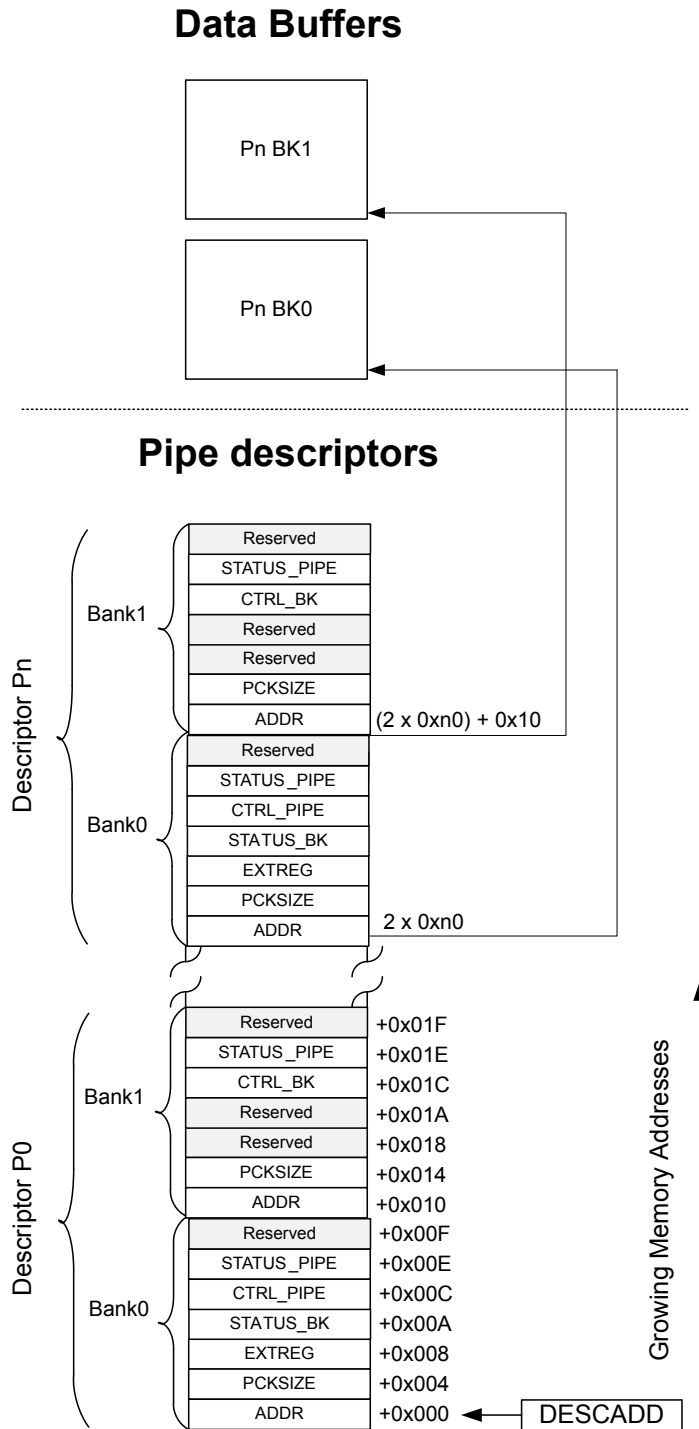 Data Buffers
Pn BK1
Pn BK0
Pipe descriptors
Descriptor Pn
Bank1
Reserved
STATUS_PIPE
CTRL_BK
Reserved
Reserved
PCKSIZE
ADDR (2 x 0xn0) + 0x10
Bank0
Reserved
STATUS_PIPE
CTRL_PIPE
STATUS_BK
EXTREG
PCKSIZE
ADDR 2 x 0xn0
Descriptor P0
Bank1
Reserved +0x01F
STATUS_PIPE +0x01E
CTRL_BK +0x01C
Reserved +0x01A
Reserved +0x018
PCKSIZE +0x014
ADDR +0x010
Bank0
Reserved +0x00F
STATUS_PIPE +0x00E
CTRL_PIPE +0x00C
STATUS_BK +0x00A
EXTREG +0x008
PCKSIZE +0x004
ADDR +0x000 DESCADD
Growing Memory Addresses